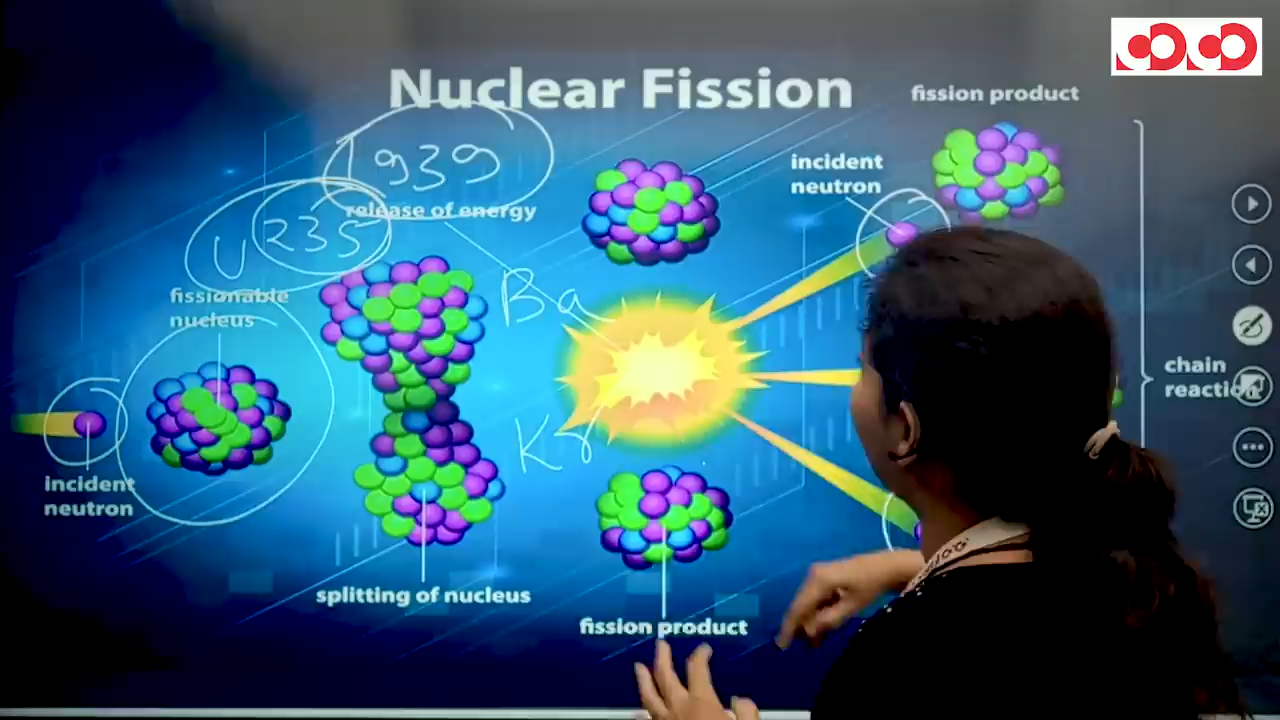 Nuclear Fission
fission product
1939
incident
neutron
release of energy
U 235
fissionable
nucleus
Ba
chain
reaction
Kr
incident
neutron
splitting of nucleus
fission product